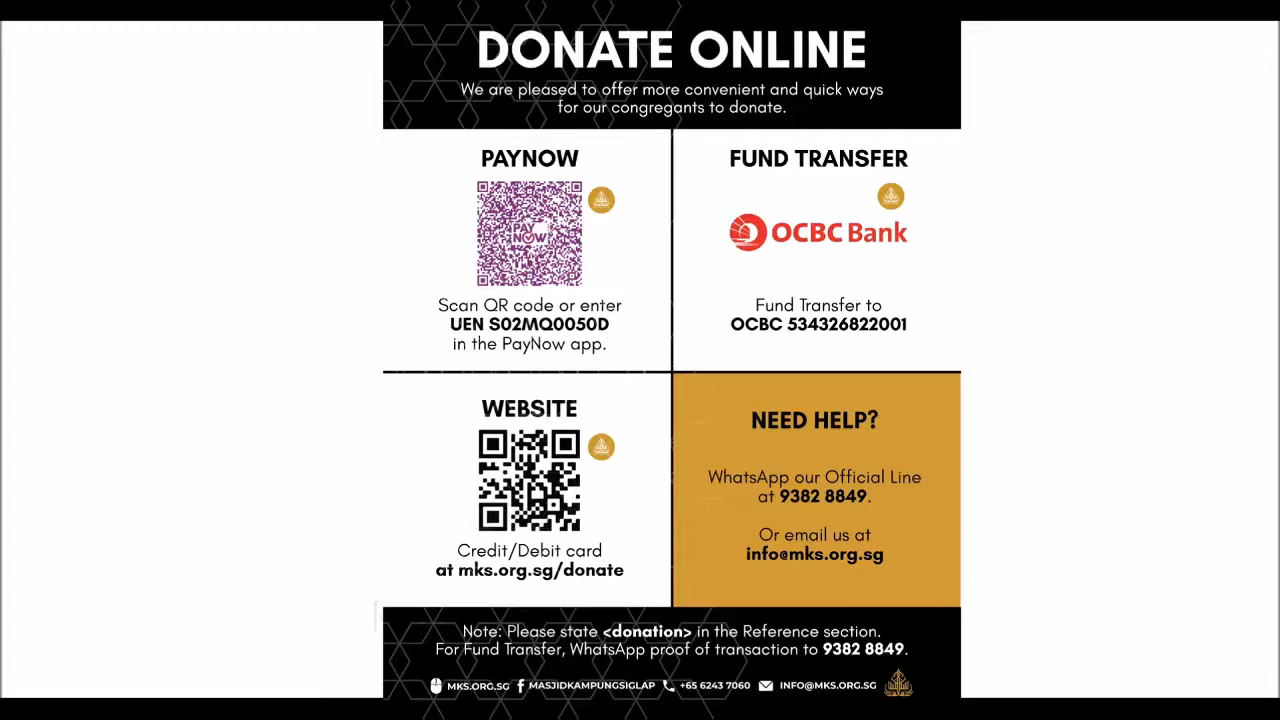 DONATE ONLINE
We are pleased to offer more convenient and quick ways
for our congregants to donate.
PAYNOW
PAY
NOW
Scan QR code or enter
UEN S02MQ0050D
in the PayNow app.
FUND TRANSFER
OCBC Bank
Fund Transfer to
OCBC 534326822001
WEBSITE
Credit/Debit card
at mks.org.sg/donate
NEED HELP?
WhatsApp our Official Line
at 9382 8849.
Or email us at
info@mks.org.sg
Note: Please state <donation> in the Reference section.
For Fund Transfer, WhatsApp proof of transaction to 9382 8849.
MKS.ORG.SG MASJIDKAMPUNGSIGLAP +65 6243 7060 INFO@MKS.ORG.SG